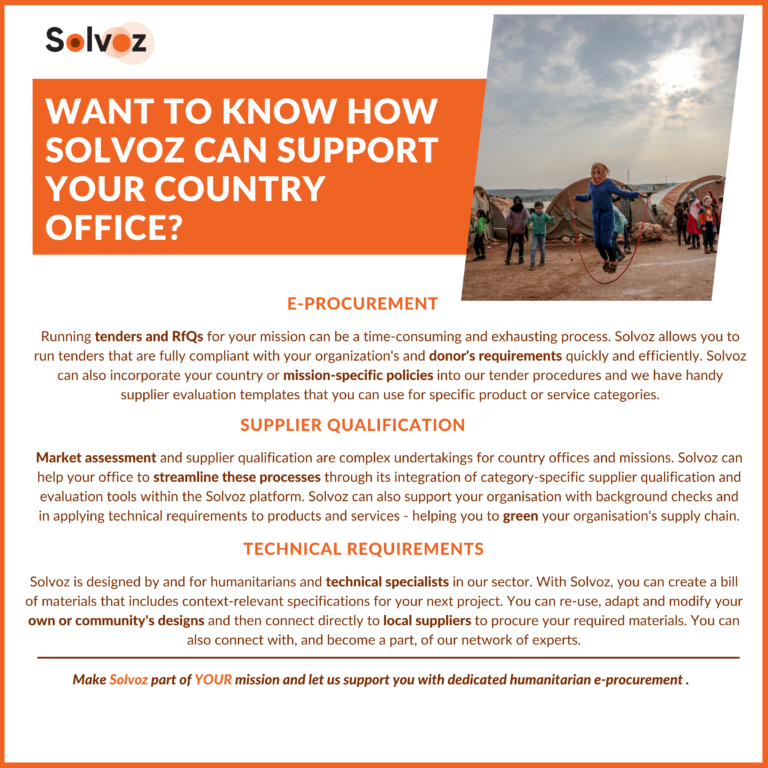 Solvoz
WANT TO KNOW HOW
SOLVOZ CAN SUPPORT
YOUR COUNTRY
OFFICE?
E-PROCUREMENT
Running tenders and RfQs for your mission can be a time-consuming and exhausting process. Solvoz allows you to
run tenders that are fully compliant with your organization's and donor's requirements quickly and efficiently. Solvoz
can also incorporate your country or mission-specific policies into our tender procedures and we have handy
supplier evaluation templates that you can use for specific product or service categories.
SUPPLIER QUALIFICATION
Market assessment and supplier qualification are complex undertakings for country offices and missions. Solvoz can
help your office to streamline these processes through its integration of category-specific supplier qualification and
evaluation tools within the Solvoz platform. Solvoz can also support your organisation with background checks and
in applying technical requirements to products and services - helping you to green your organisation's supply chain.
TECHNICAL REQUIREMENTS
Solvoz is designed by and for humanitarians and technical specialists in our sector. With Solvoz, you can create a bill
of materials that includes context-relevant specifications for your next project. You can re-use, adapt and modify your
own or community's designs and then connect directly to local suppliers to procure your required materials. You can
also connect with, and become a part, of our network of experts.
Make Solvoz part of YOUR mission and let us support you with dedicated humanitarian e-procurement .